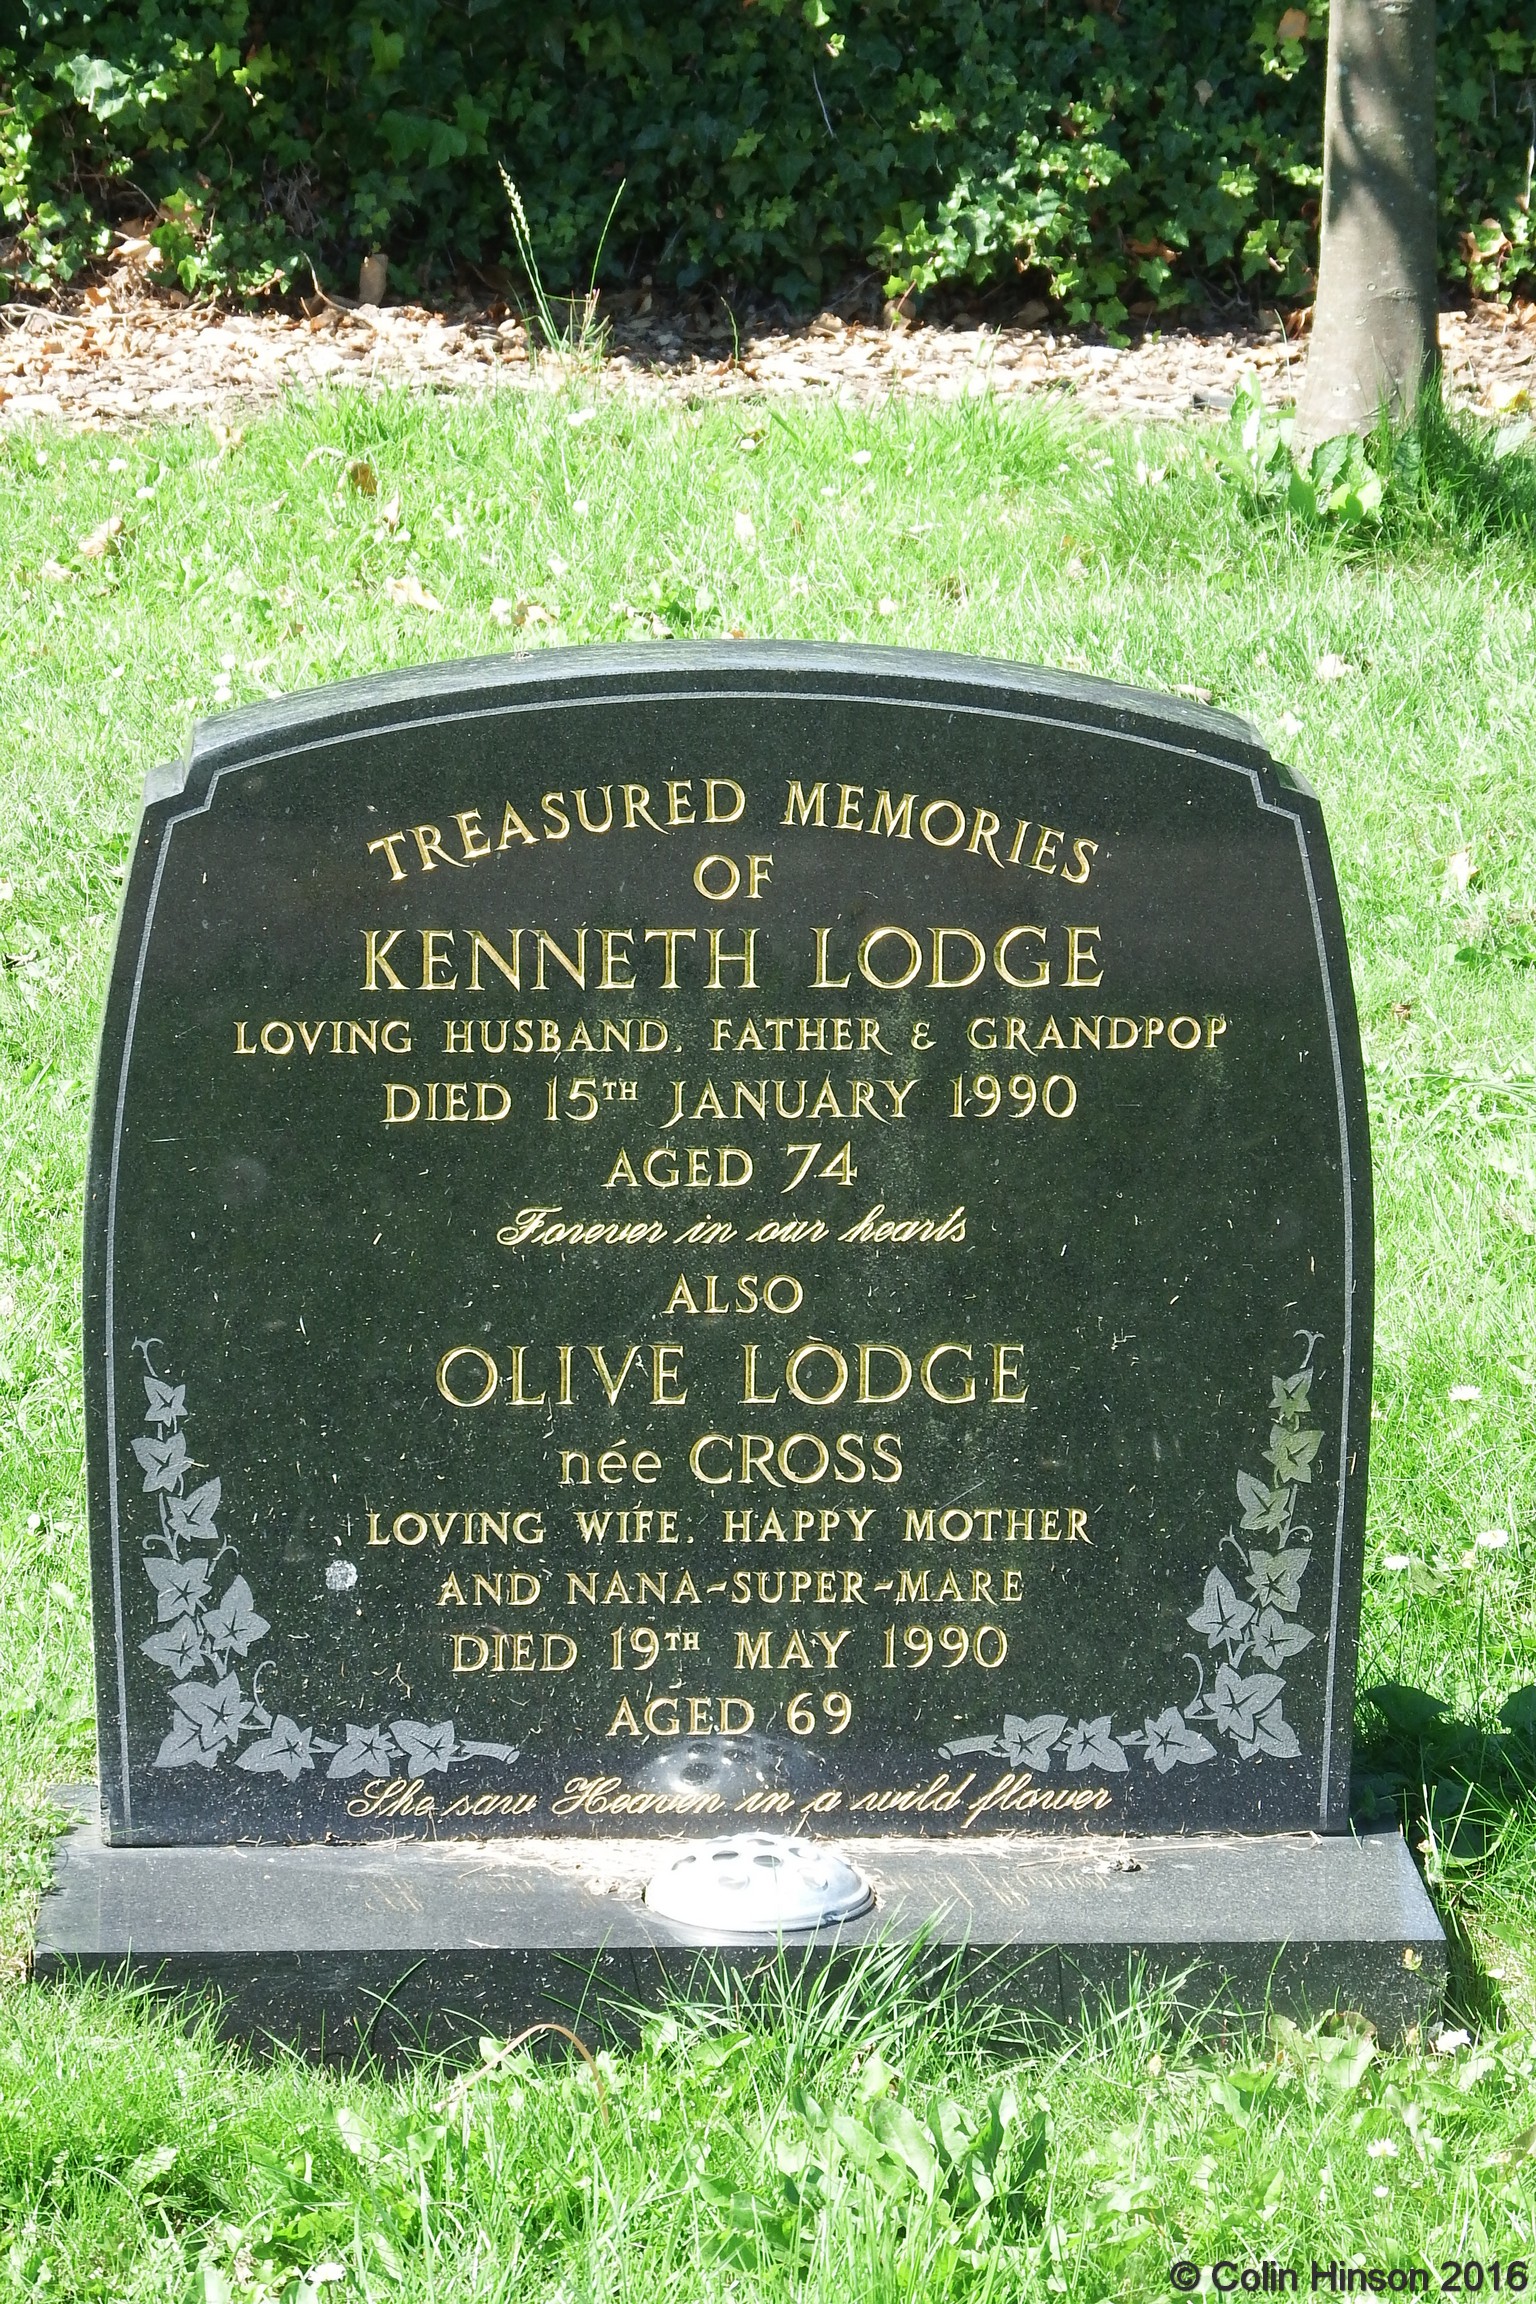 TREASURED MEMORIES
OF
KENNETH LODGE
LOVING HUSBAND, FATHER & GRANDPOP
DIED 15TH JANUARY 1990
AGED 74
Forever in our hearts
ALSO
OLIVE LODGE
née CROSS
LOVING WIFE, HAPPY MOTHER
AND NANA-SUPER-MARE
DIED 19TH MAY 1990
AGED 69
She saw Heaven in a wild flower
© Colin Hinson 2016